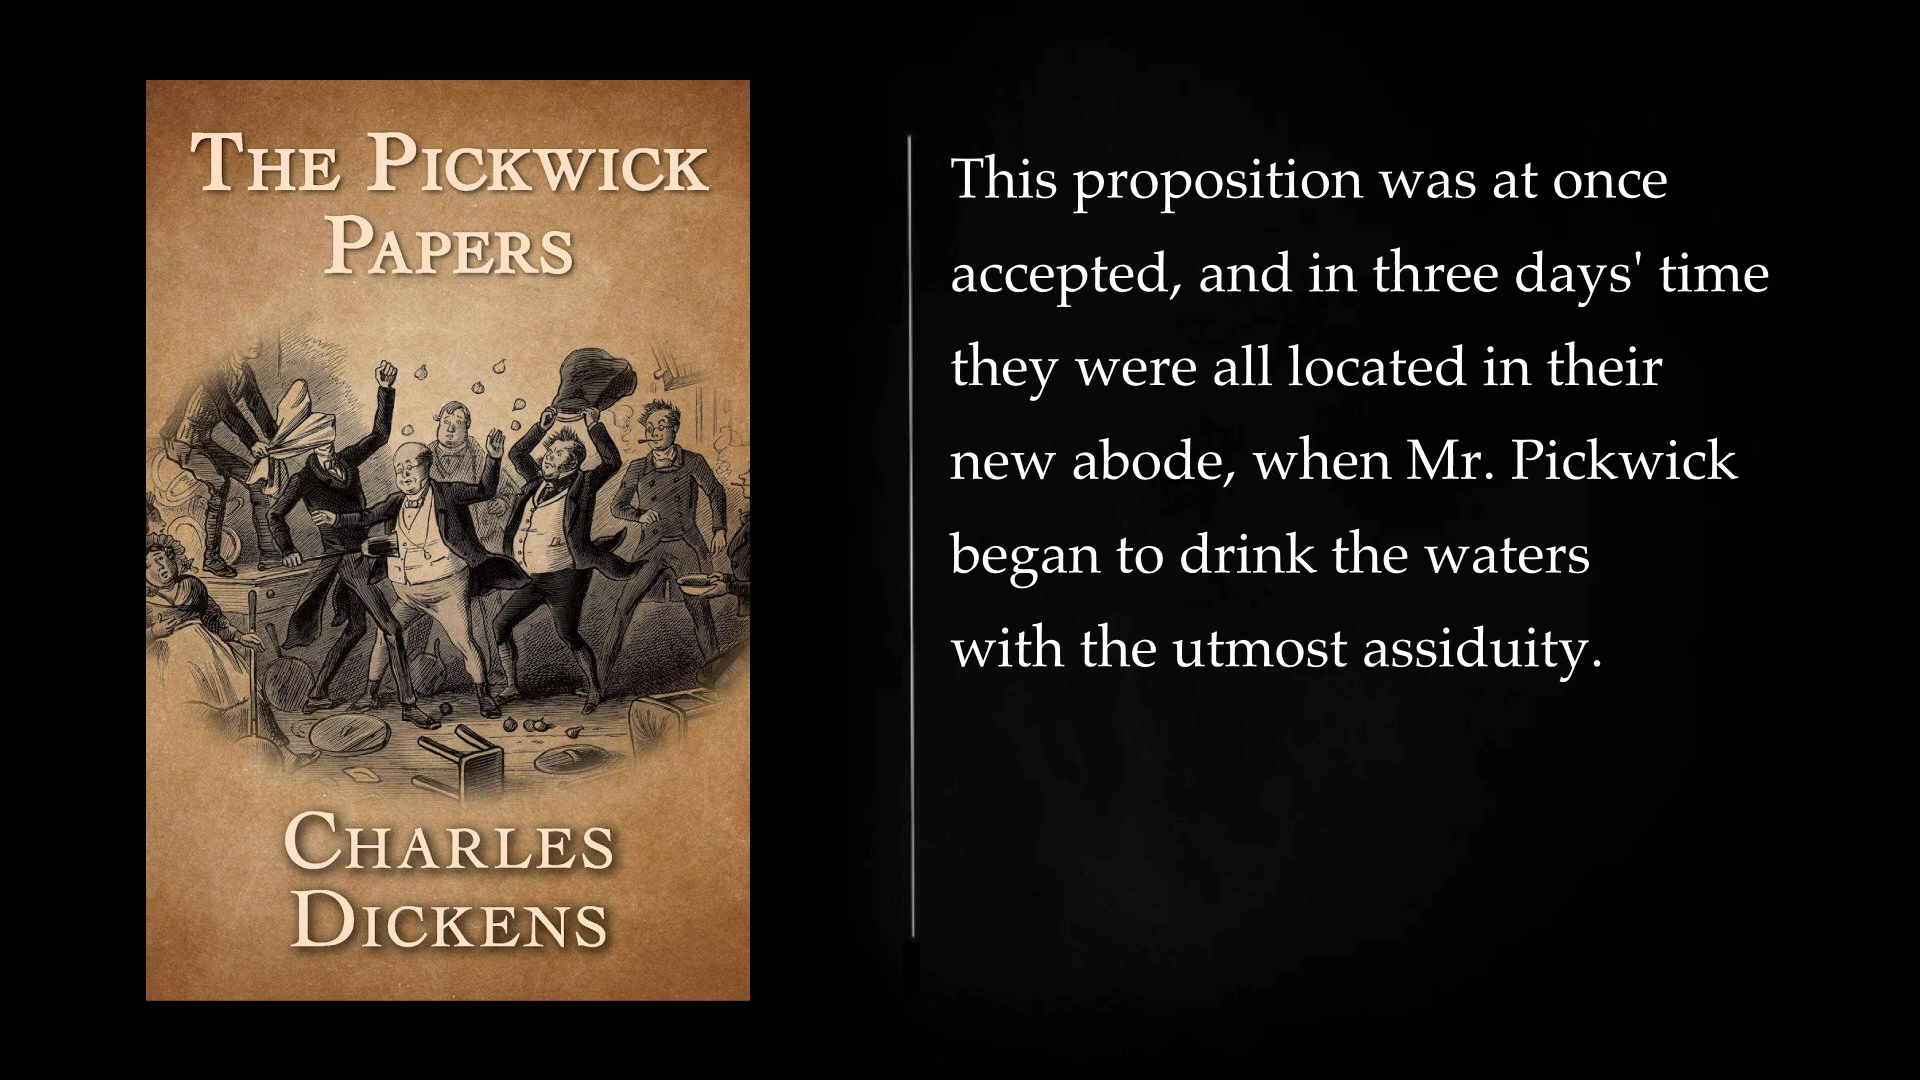 The Pickwick
Papers
Charles
Dickens
This proposition was at once
accepted, and in three days' time
they were all located in their
new abode, when Mr. Pickwick
began to drink the waters
with the utmost assiduity.